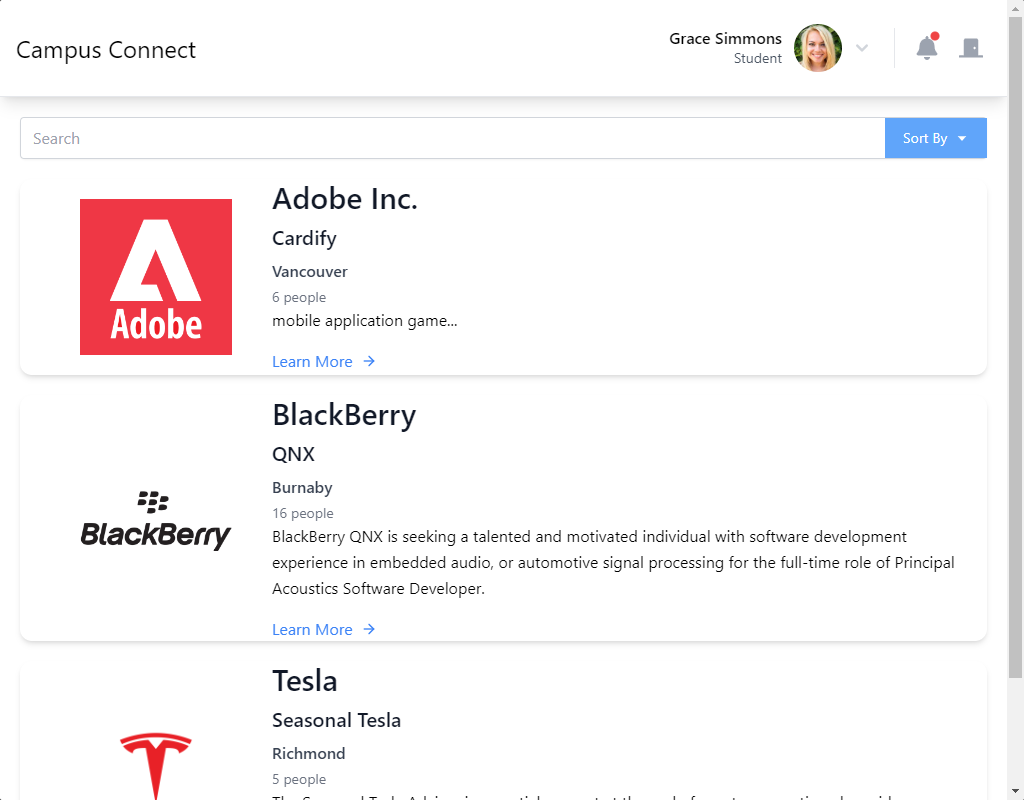 Campus Connect
Grace Simmons
Student
Search
Sort By
Adobe
Adobe Inc.
Cardify
Vancouver
6 people
mobile application game...
Learn More
BlackBerry
BlackBerry
QNX
Burnaby
16 people
BlackBerry QNX is seeking a talented and motivated individual with software development
experience in embedded audio, or automotive signal processing for the full-time role of Principal
Acoustics Software Developer.
Learn More
Tesla
Seasonal Tesla
Richmond
5 people